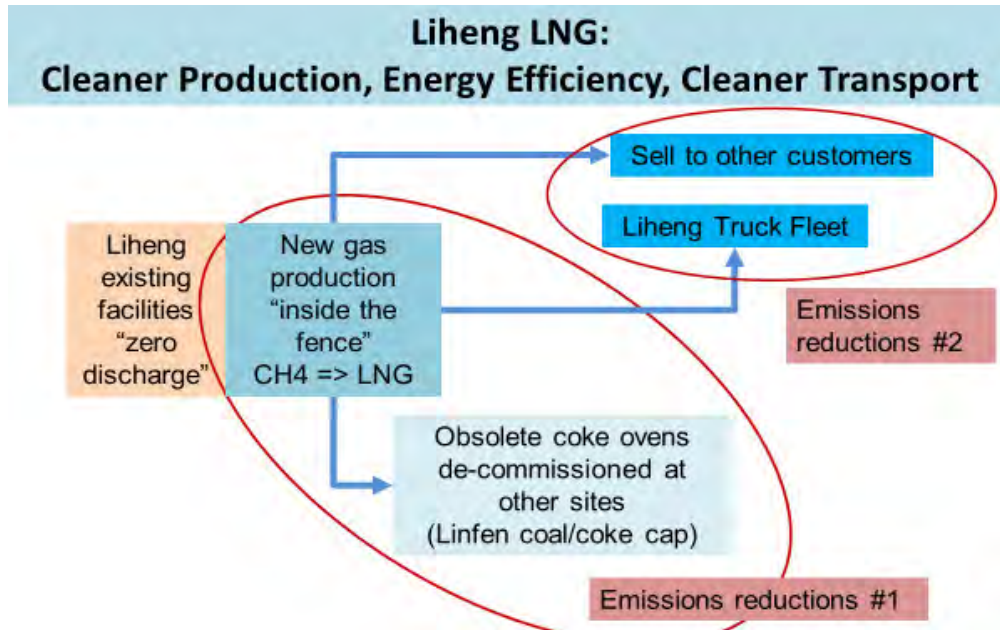 Liheng LNG:
Cleaner Production, Energy Efficiency, Cleaner Transport
Sell to other customers
Liheng Truck Fleet
Liheng
existing
facilities
“zero
discharge”
New gas
production
“inside the
fence”
CH4 => LNG
Emissions
reductions #2
Obsolete coke ovens
de-commissioned at
other sites
(Linfen coal/coke cap)
Emissions reductions #1